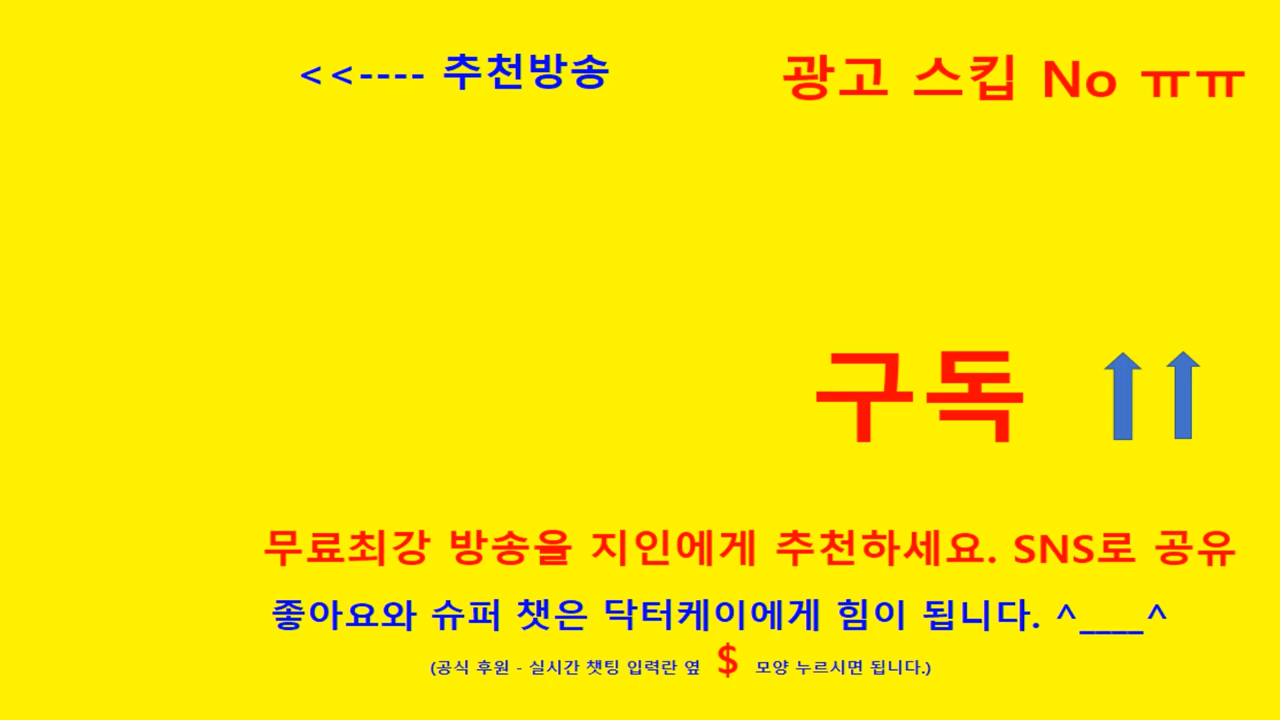 <<---- 추천방송
광고 스킵 No ㅠㅠ
구독
무료최강 방송을 지인에게 추천하세요. SNS로 공유
좋아요와 슈퍼 챗은 닥터케이에게 힘이 됩니다. ^____^
(공식 후원 - 실시간 챗팅 입력란 옆 $ 모양 누르시면 됩니다.)